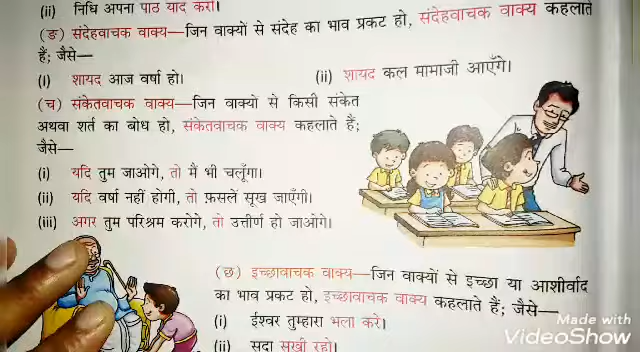 (ii) निधि अपना पाठ याद करो।
(ङ) संदेहवाचक वाक्य—जिन वाक्यों से संदेह का भाव प्रकट हो, संदेहवाचक वाक्य कहलाते
हैं; जैसे—
(i) शायद आज वर्षा हो। (ii) शायद कल मामाजी आएँगे।
(च) संकेतवाचक वाक्य—जिन वाक्यों से किसी संकेत
अथवा शर्त का बोध हो, संकेतवाचक वाक्य कहलाते हैं;
जैसे—
(i) यदि तुम जाओगे, तो मैं भी चलूँगा।
(ii) यदि वर्षा नहीं होगी, तो फ़सलें सूख जाएँगी।
(iii) अगर तुम परिश्रम करोगे, तो उत्तीर्ण हो जाओगे।
(छ) इच्छावाचक वाक्य—जिन वाक्यों से इच्छा या आशीर्वाद
का भाव प्रकट हो, इच्छावाचक वाक्य कहलाते हैं; जैसे—
(i) ईश्वर तुम्हारा भला करे।
(ii) सदा सुखी रहो।
Made with
VideoShow